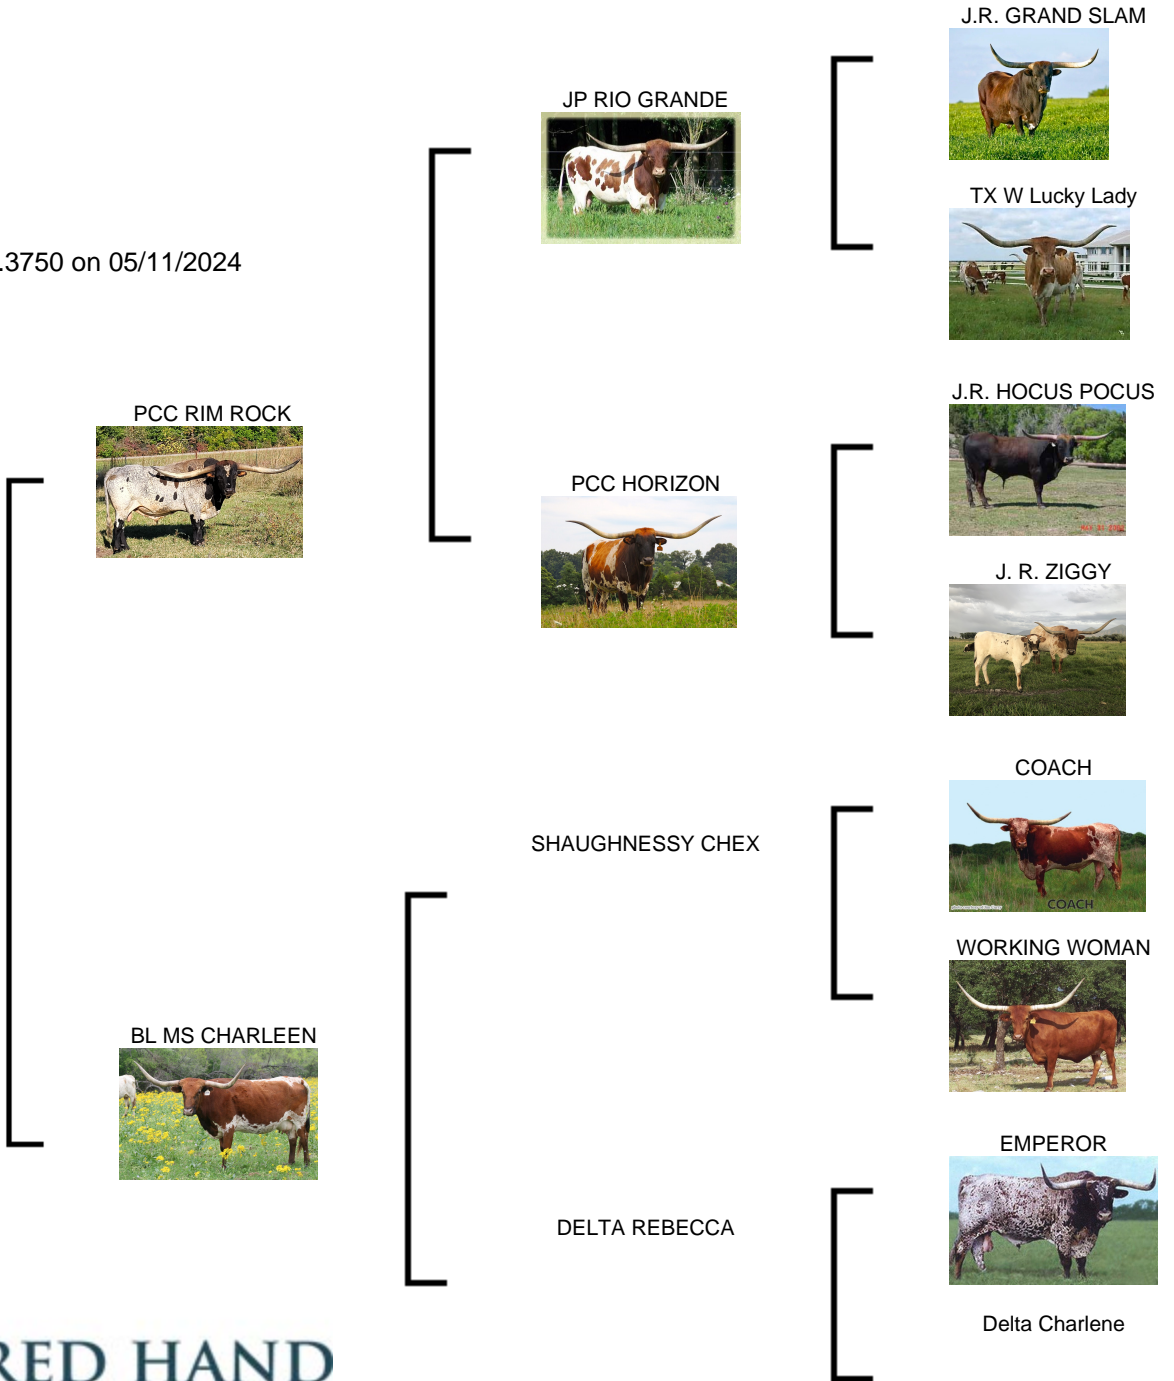 J.R. GRAND SLAM
JP RIO GRANDE
TX W Lucky Lady
.3750 on 05/11/2024
J.R. HOCUS POCUS
PCC RIM ROCK
PCC HORIZON
J. R. ZIGGY
COACH
SHAUGHNESSY CHEX
COACH
WORKING WOMAN
BL MS CHARLEEN
EMPEROR
DELTA REBECCA
Delta Charlene
RED HAND